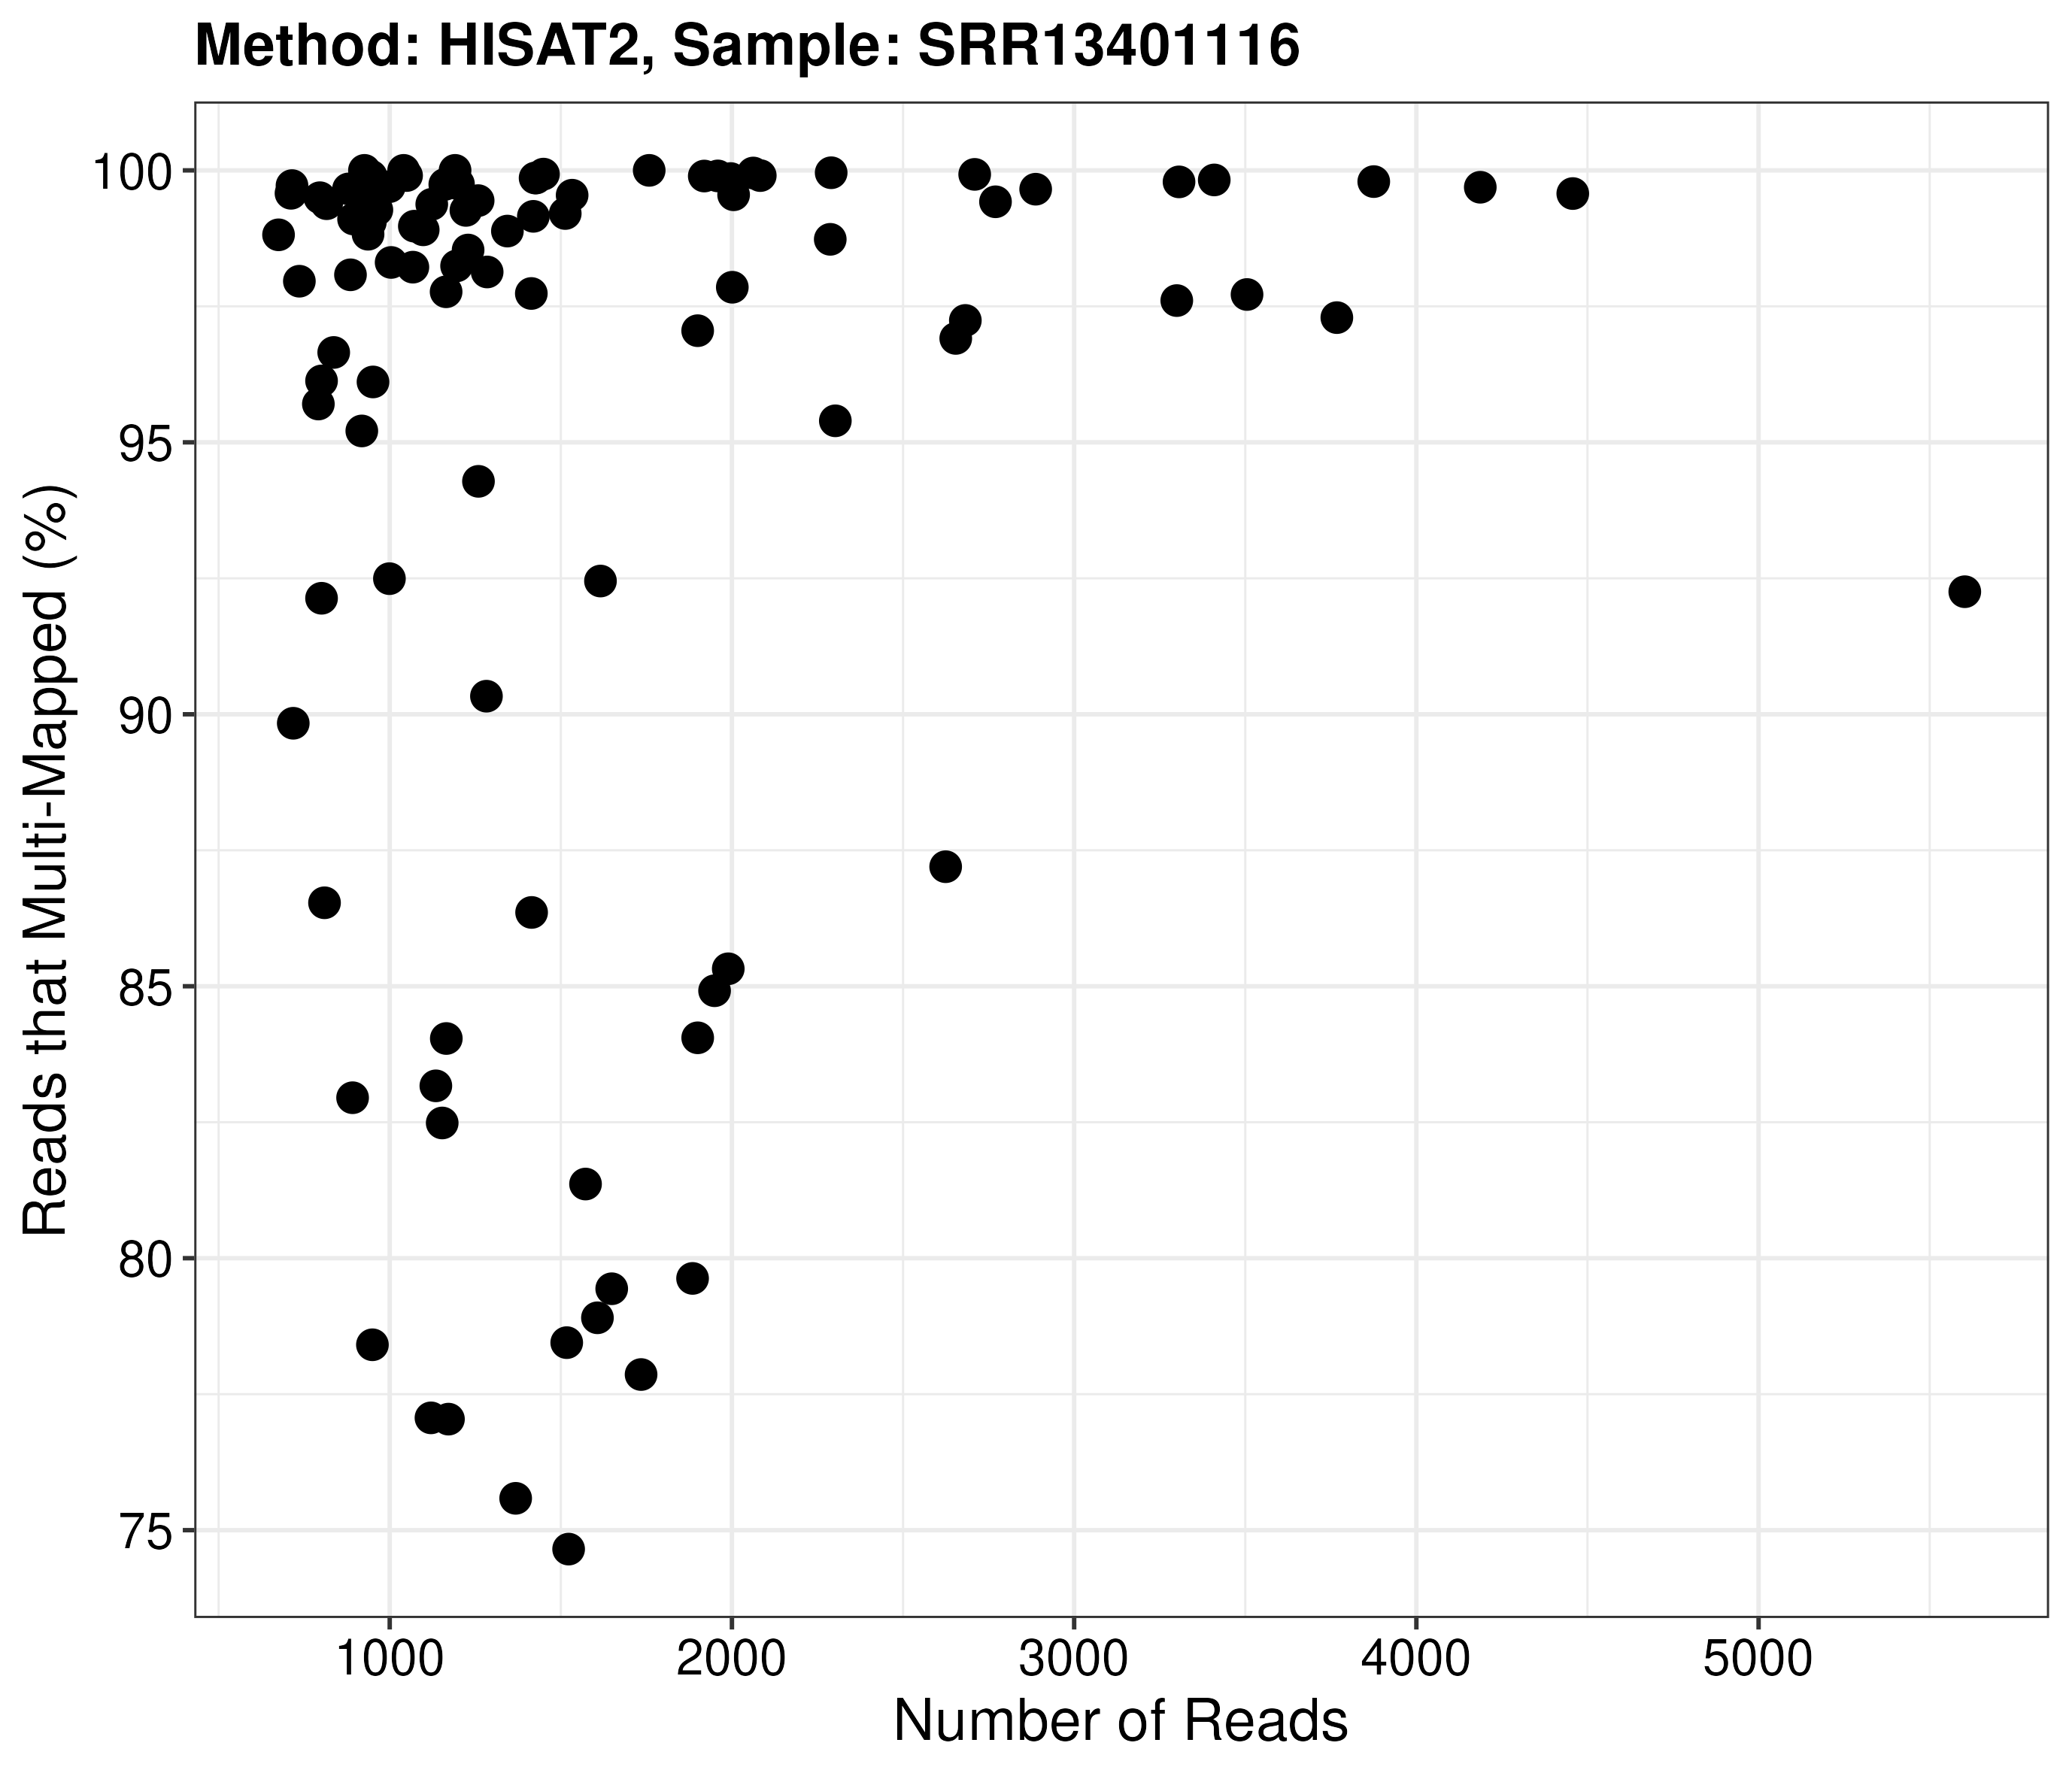 Method: HISAT2, Sample: SRR13401116
Reads that Multi-Mapped (%)
100
95
90
85
80
75
1000 2000 3000 4000 5000
Number of Reads